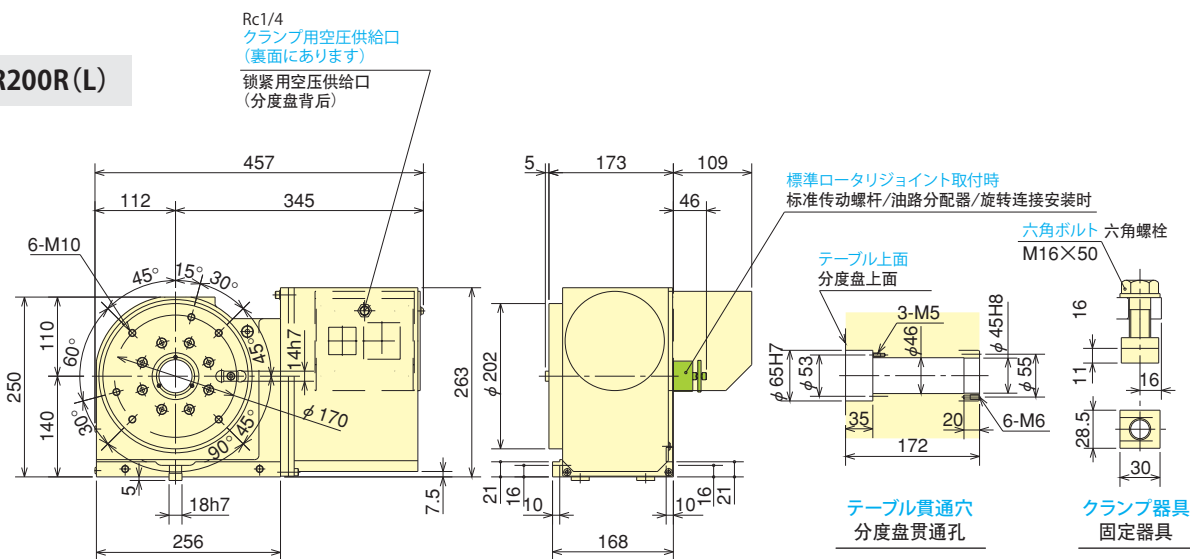 Rc1/4
クランプ用空圧供給口
（裏面にあります）
锁紧用空压供给口
（分度盘背后）
R200R（L）
457
112
345
6-M10
45°
15°
30°
45°
60°
30°
90°
45°
14h7
φ170
250
110
140
263
5
18h7
7.5
256
5
173
109
46
標準ロータリジョイント取付時
标准传动螺杆/油路分配器/旋转连接安装时
φ202
21
16
10
16
21
10
168
テーブル上面
分度盘上面
3-M5
φ46
φ45H8
φ65H7
φ53
φ55
35
20
6-M6
172
テーブル貫通穴
分度盘贯通孔
六角ボルト 六角螺栓
M16×50
16
11
16
28.5
30
クランプ器具
固定器具